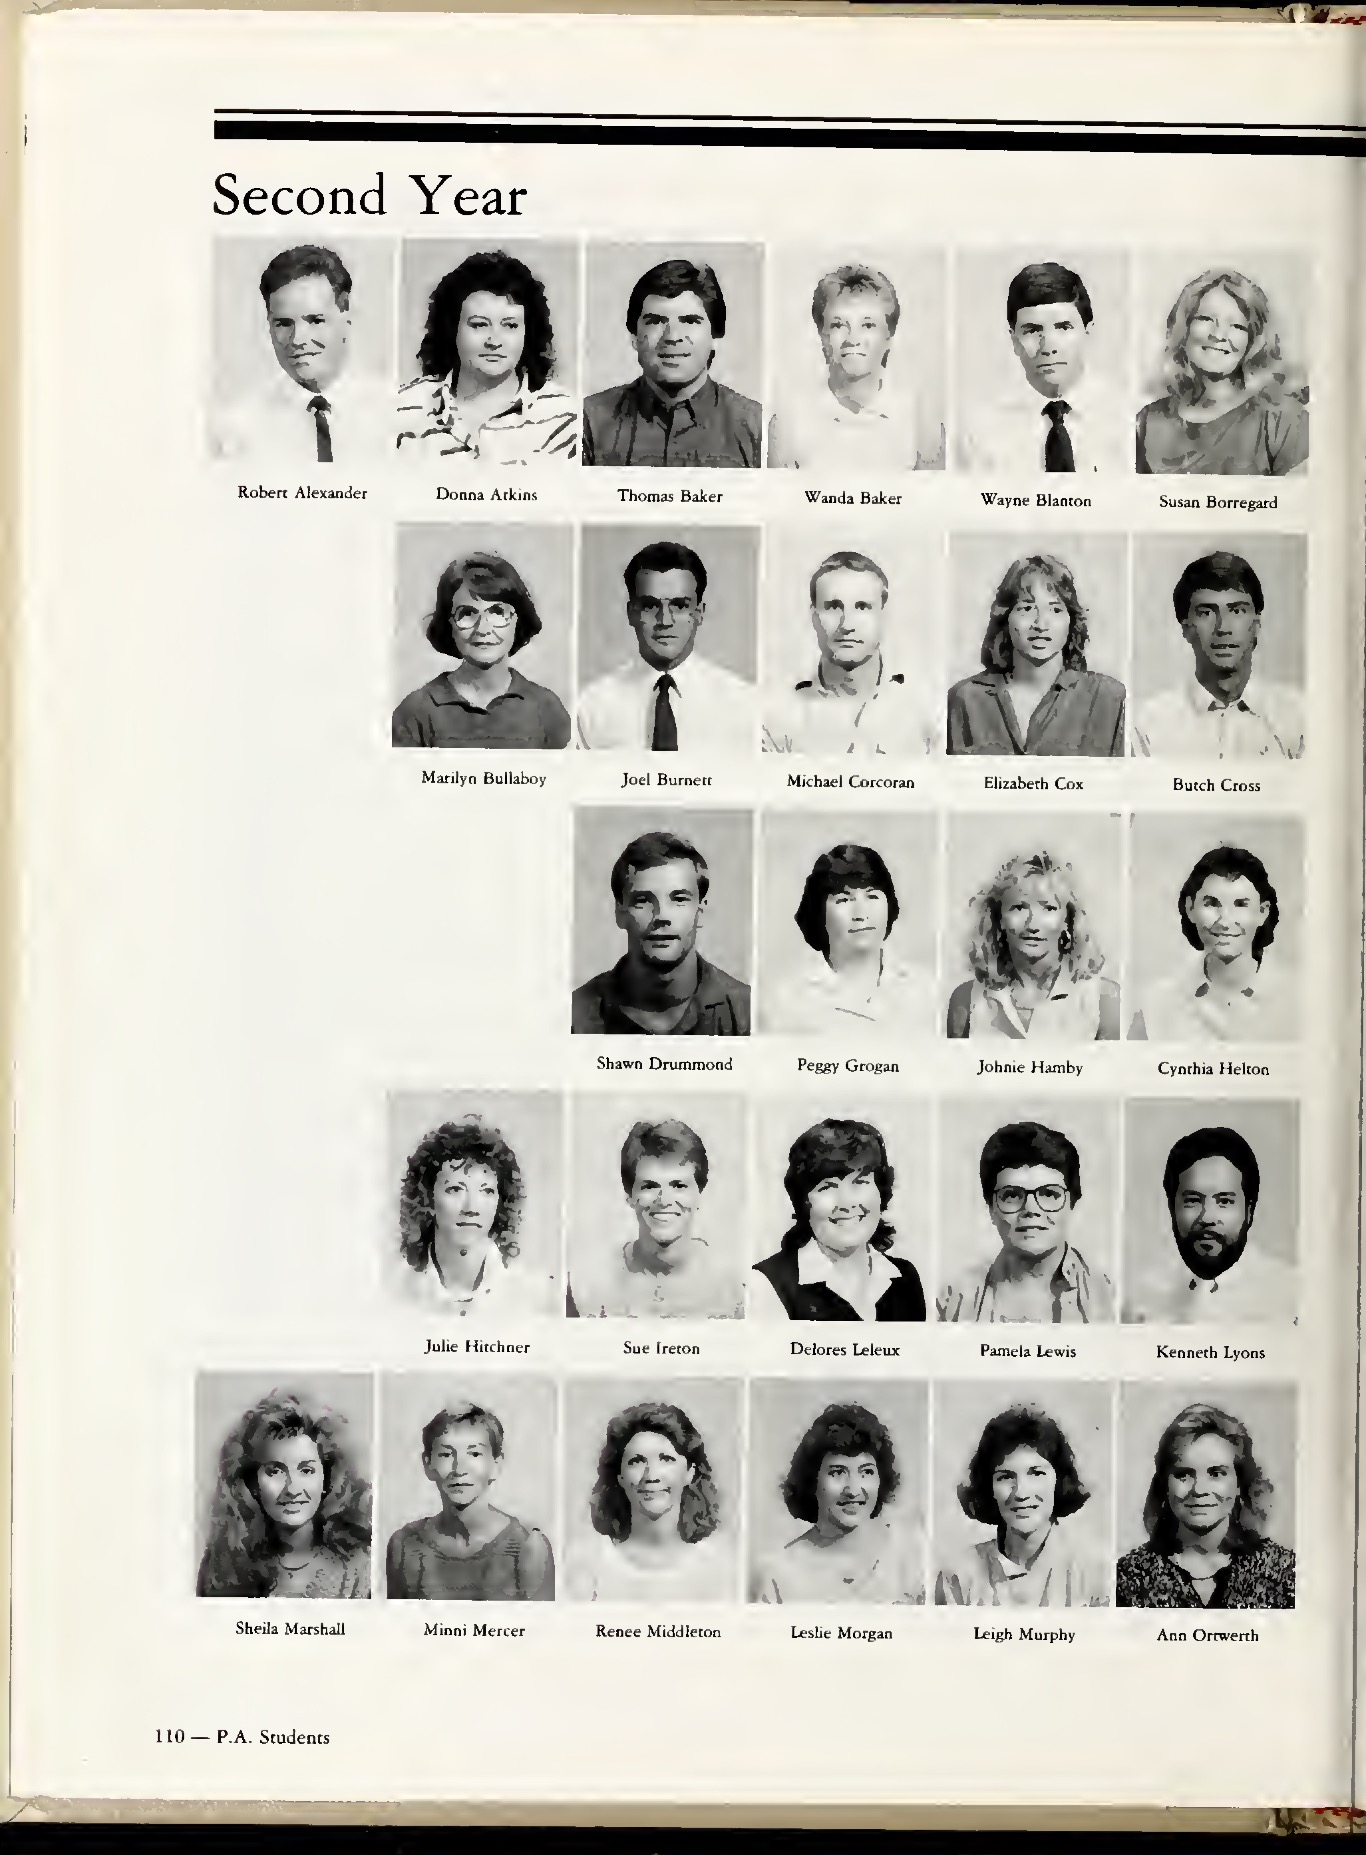 Second Year
Robert Alexander
Donna Atkins
Thomas Baker
Wanda Baker
Wayne Blanton
Susan Borregard
Marilyn Bullaboy
Joel Burnett
Michael Corcoran
Elizabeth Cox
Butch Cross
Shawn Drummond
Peggy Grogan
Johnie Hamby
Cynthia Helton
Julie Hitchner
Sue Ireton
Delores Leleux
Pamela Lewis
Kenneth Lyons
Sheila Marshall
Minni Mercer
Renee Middleton
Leslie Morgan
Leigh Murphy
Ann Ortwerth
110 — P.A. Students